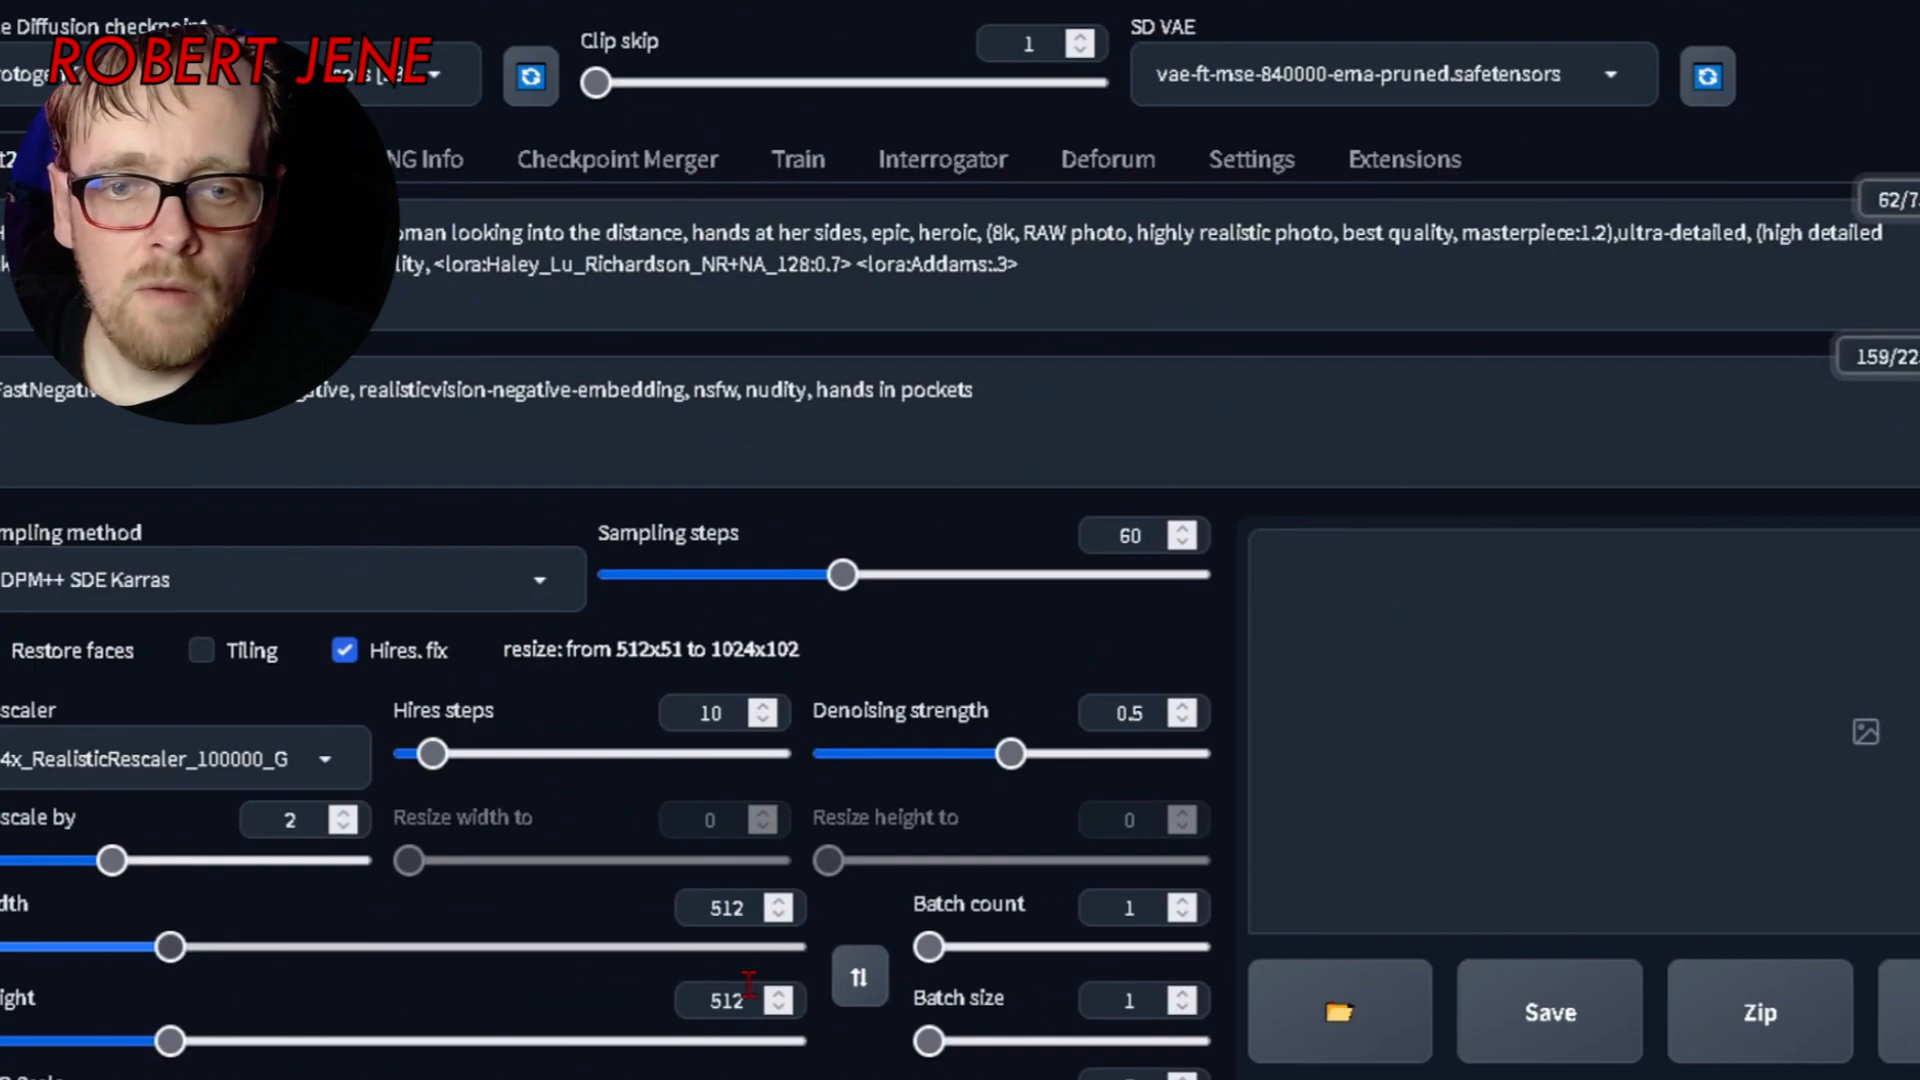 e Diffusion checkpoint
Clip skip
1
SD VAE
ROBERT JENE
vae-ft-mse-840000-ema-pruned.safetensors
NG Info
Checkpoint Merger
Train
Interrogator
Deforum
Settings
Extensions
62/7
oman looking into the distance, hands at her sides, epic, heroic, (8k, RAW photo, highly realistic photo, best quality, masterpiece:1.2),ultra-detailed, (high detailed
lity, <lora:Haley_Lu_Richardson_NR+NA_128:0.7> <lora:Addams:.3>
159/22
FastNegati ative, realisticvision-negative-embedding, nsfw, nudity, hands in pockets
mpling method
Sampling steps
60
DPM++ SDE Karras
Restore faces
Tiling
Hires. fix
resize: from 512x51 to 1024x102
scaler
Hires steps
10
Denoising strength
0.5
4x_RealisticRescaler_100000_G
scale by
2
Resize width to
0
Resize height to
0
dth
512
Batch count
1
ight
512
Batch size
1
Save
Zip